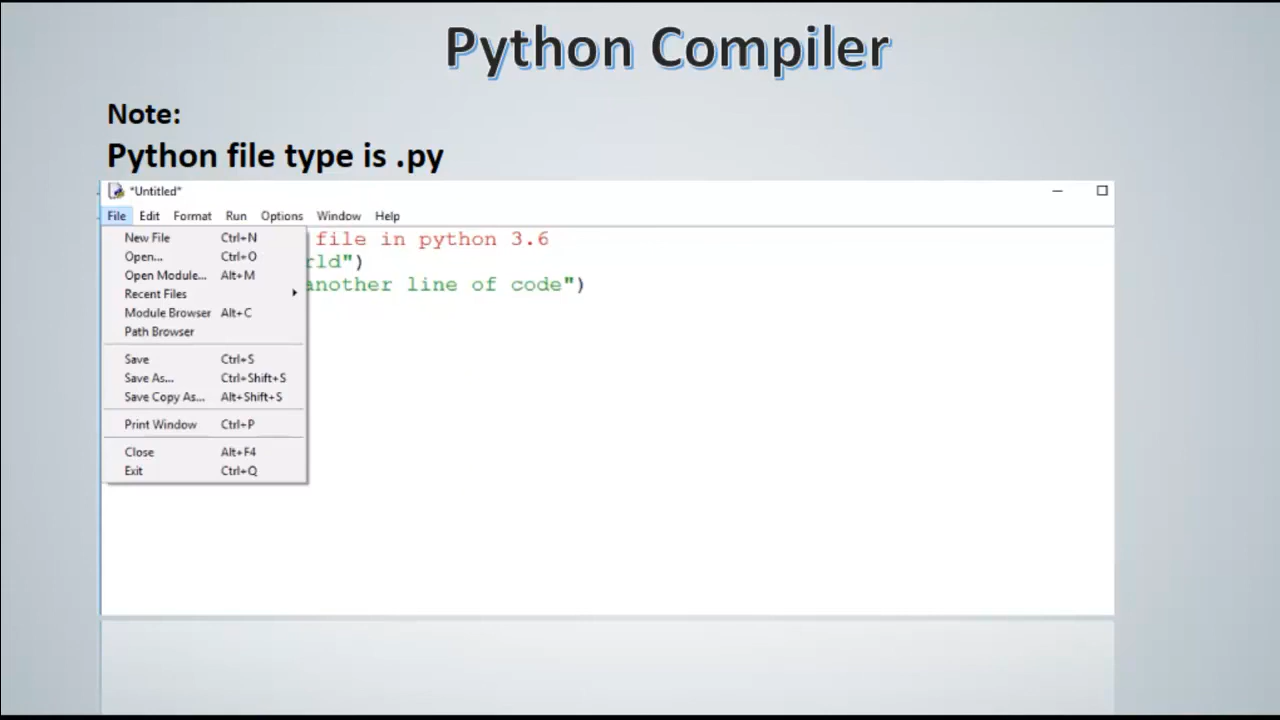 Python Compiler
Note:
Python file type is .py
*Untitled*
File Edit Format Run Options Window Help
New File Ctrl+N
Open... Ctrl+O
Open Module... Alt+M
Recent Files
Module Browser Alt+C
Path Browser
Save Ctrl+S
Save As... Ctrl+Shift+S
Save Copy As... Alt+Shift+S
Print Window Ctrl+P
Close Alt+F4
Exit Ctrl+Q
file in python 3.6
rld")
another line of code")